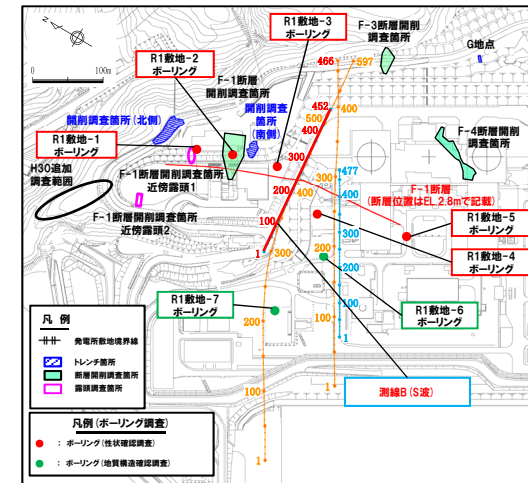 N
0 100m
R1敷地-3
ボーリング
R1敷地-2
ボーリング
F-3断層開削
調査箇所
G地点
466
597
F-1断層
開削調査箇所
452
400
500
400
開削調査箇所(北側)
開削調査
箇所
(南側)
R1敷地-1
ボーリング
F-4断層開削
調査箇所
H30追加
調査範囲
F-1断層開削調査箇所
近傍露頭1
300
300
477
400
200
400
F-1断層
(断層位置はEL.2.8mで記載)
300
F-1断層開削調査箇所
近傍露頭2
100
R1敷地-5
ボーリング
1
300
200
200
R1敷地-4
ボーリング
R1敷地-7
ボーリング
100
R1敷地-6
ボーリング
200
100
1
凡 例
発電所敷地境界線
トレンチ箇所
断層開削調査箇所
露頭調査箇所
100
1
測線B(S波)
凡例(ボーリング調査)
: ボーリング(性状確認調査)
: ボーリング(地質構造確認調査)
1